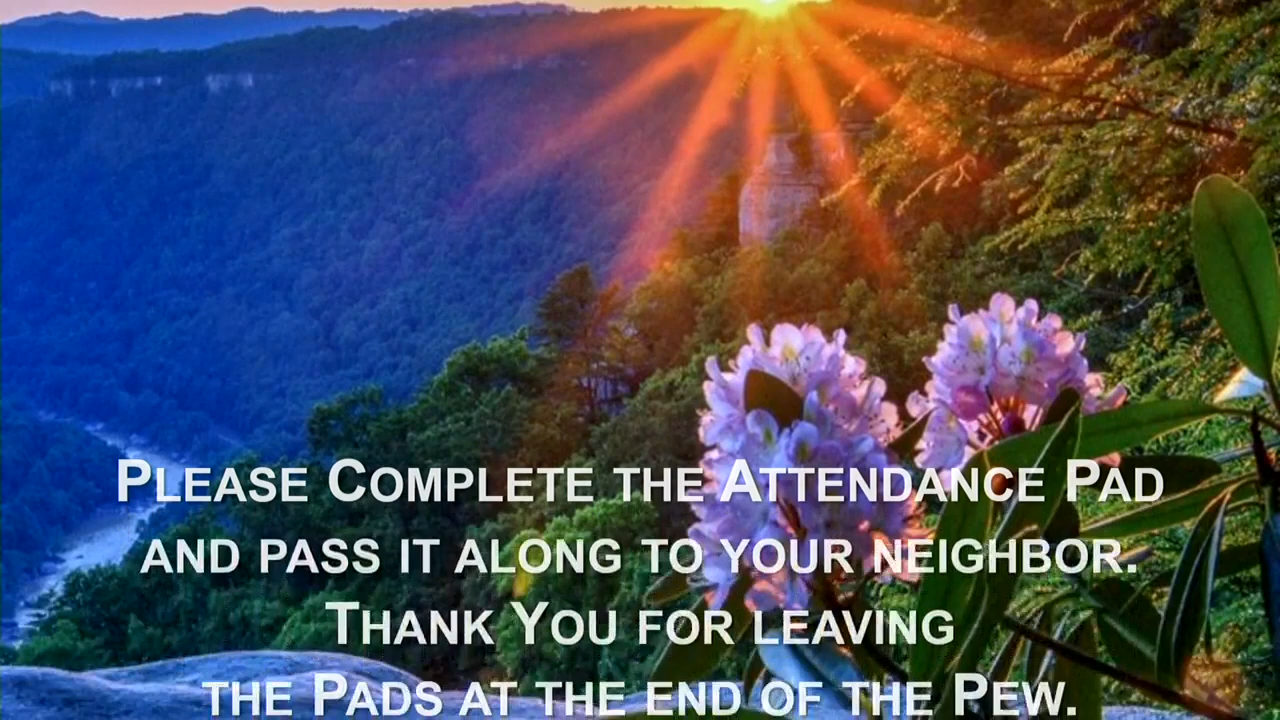 Please Complete the Attendance Pad
and pass it along to your neighbor.
Thank You for leaving
the Pads at the end of the Pew.